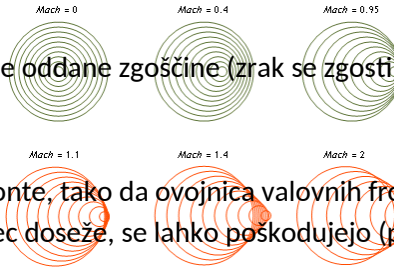 Mach = 0 Mach = 0.4 Mach = 0.95
e oddane zgoščine (zrak se zgosti
Mach = 1.1 Mach = 1.4 Mach = 2
onte, tako da ovojnica valovnih fro
ec doseže, se lahko poškodujejo (p